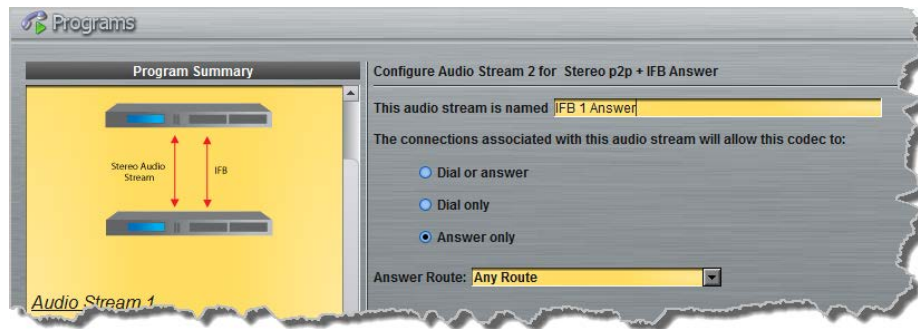 Programs
Program Summary
Stereo Audio
Stream
IFB
Audio Stream 1
Configure Audio Stream 2 for Stereo p2p + IFB Answer
This audio stream is named IFB 1 Answer
The connections associated with this audio stream will allow this codec to:
Dial or answer
Dial only
Answer only
Answer Route: Any Route